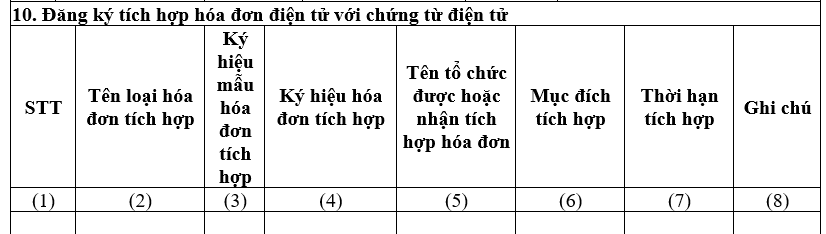 10. Đăng ký tích hợp hóa đơn điện tử với chứng từ điện tử
STT
Tên loại hóa
đơn tích hợp
Ký
hiệu
mẫu
hóa
đơn
tích
hợp
Ký hiệu hóa
đơn tích hợp
Tên tổ chức
được hoặc
nhận tích
hợp hóa đơn
Mục đích
tích hợp
Thời hạn
tích hợp
Ghi chú
(1)
(2)
(3)
(4)
(5)
(6)
(7)
(8)